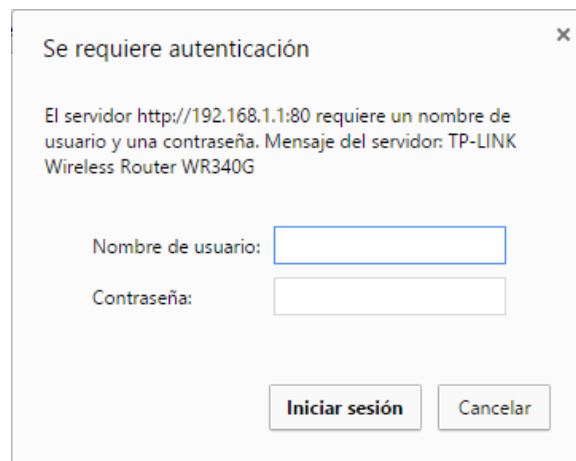 Se requiere autenticación
El servidor http://192.168.1.1:80 requiere un nombre de
usuario y una contraseña. Mensaje del servidor: TP-LINK
Wireless Router WR340G
Nombre de usuario:
Contraseña:
Iniciar sesión Cancelar